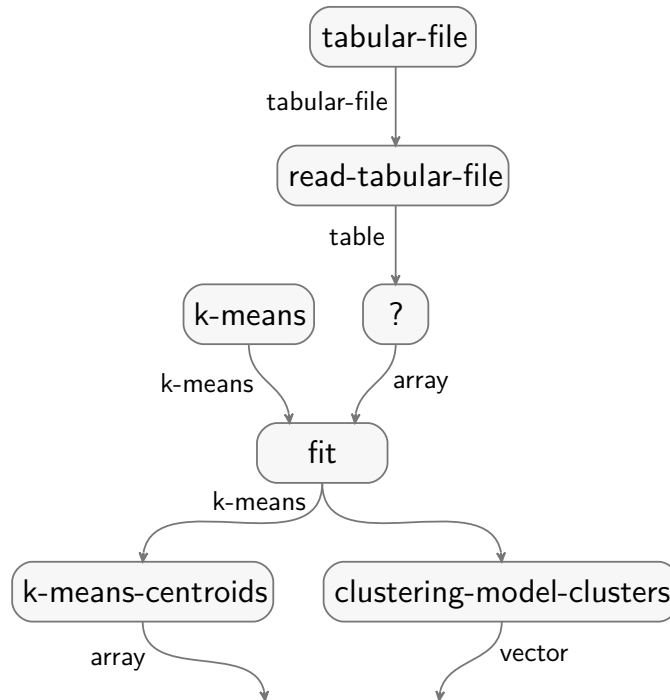 tabular-file
tabular-file
read-tabular-file
table
k-means
?
k-means
array
fit
k-means
k-means-centroids
clustering-model-clusters
array
vector